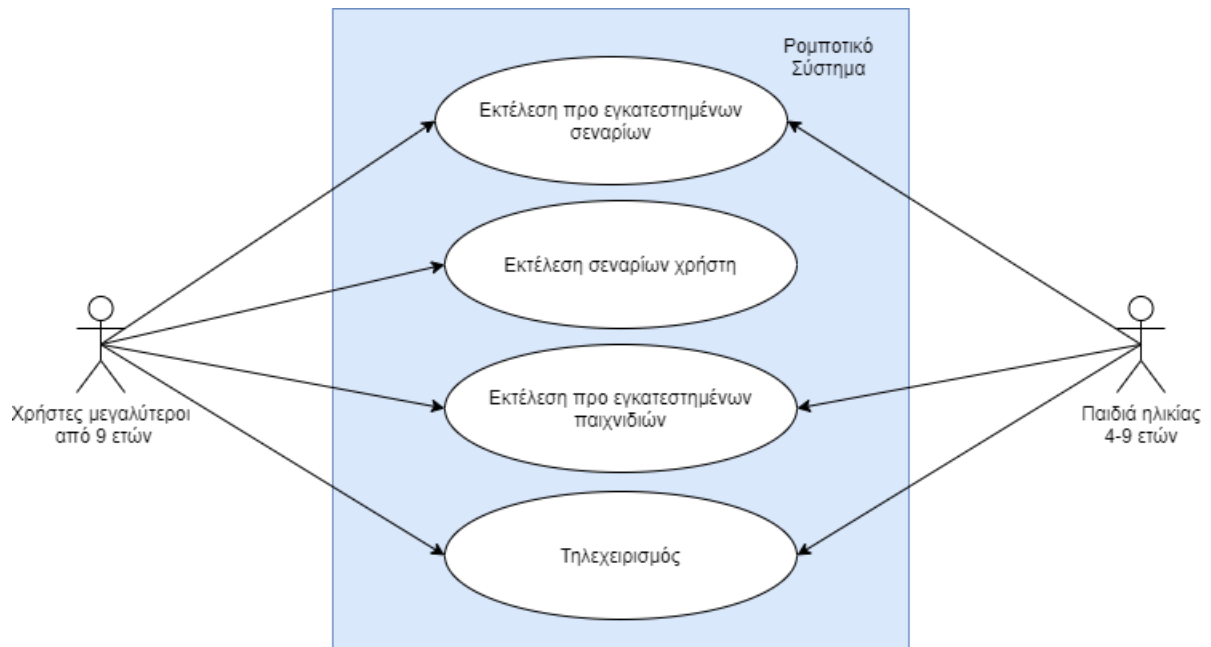 Ρομποτικό
Σύστημα
Εκτέλεση προ εγκατεστημένων
σεναρίων
Εκτέλεση σεναρίων χρήστη
Εκτέλεση προ εγκατεστημένων
παιχνιδιών
Τηλεχειρισμός
Χρήστες μεγαλύτεροι
από 9 ετών
Παιδιά ηλικίας
4-9 ετών